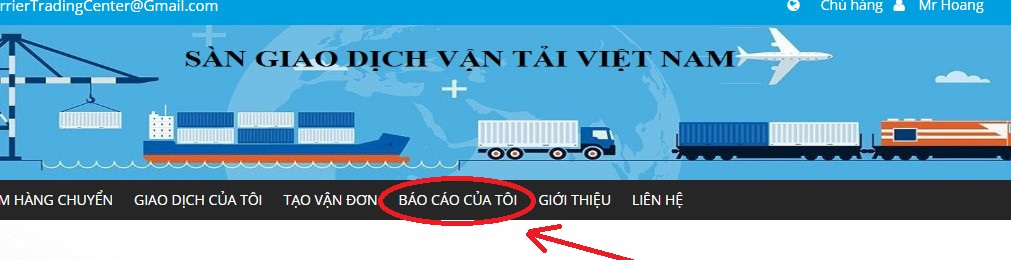 rrierTradingCenter@Gmail.com Chủ hàng Mr Hoang
SÀN GIAO DỊCH VẬN TẢI VIỆT NAM
M HÀNG CHUYỂN GIAO DỊCH CỦA TÔI TẠO VẬN ĐƠN BÁO CÁO CỦA TÔI GIỚI THIỆU LIÊN HỆ